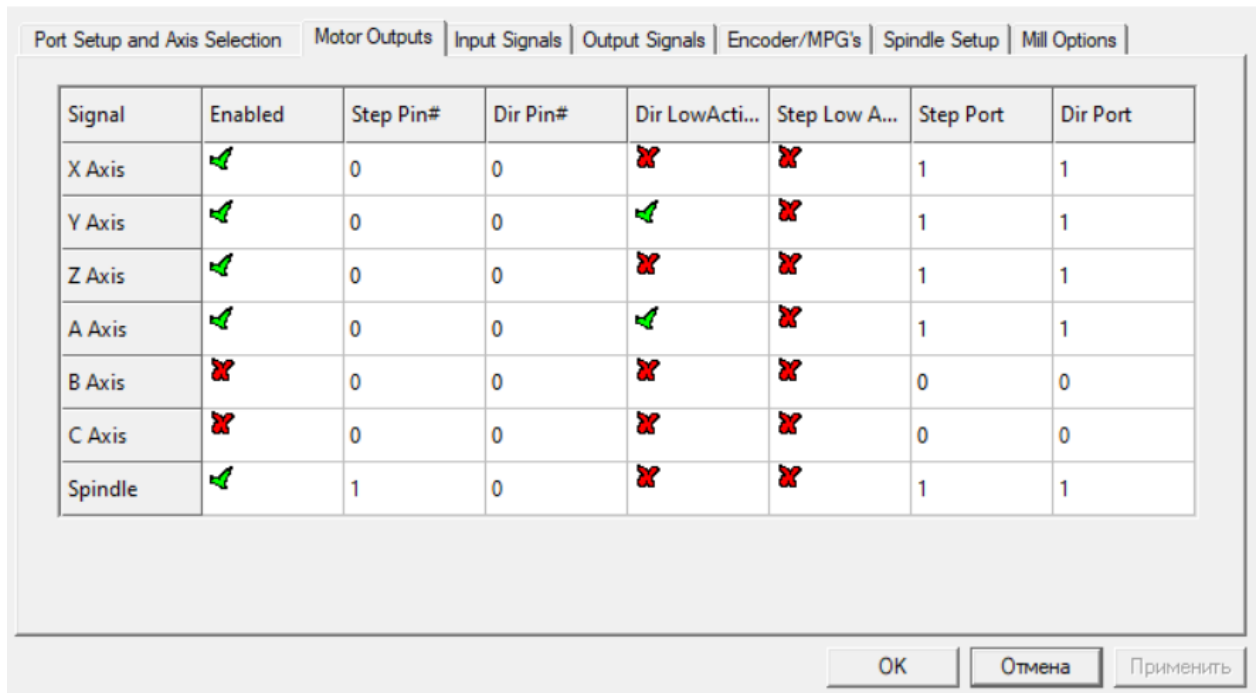 Port Setup and Axis Selection Motor Outputs Input Signals Output Signals Encoder/MPG's Spindle Setup Mill Options
Signal Enabled Step Pin# Dir Pin# Dir LowActi... Step Low A... Step Port Dir Port
X Axis 0 0 1 1
Y Axis 0 0 1 1
Z Axis 0 0 1 1
A Axis 0 0 1 1
B Axis 0 0 0 0
C Axis 0 0 0 0
Spindle 1 0 1 1
OK Отмена Применить